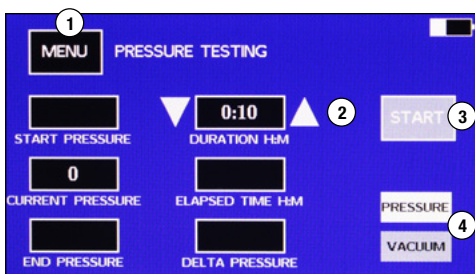 1
MENU PRESSURE TESTING
0:10 2
START PRESSURE DURATION H:M START 3
0
CURRENT PRESSURE ELAPSED TIME H:M PRESSURE
4
END PRESSURE DELTA PRESSURE VACUUM